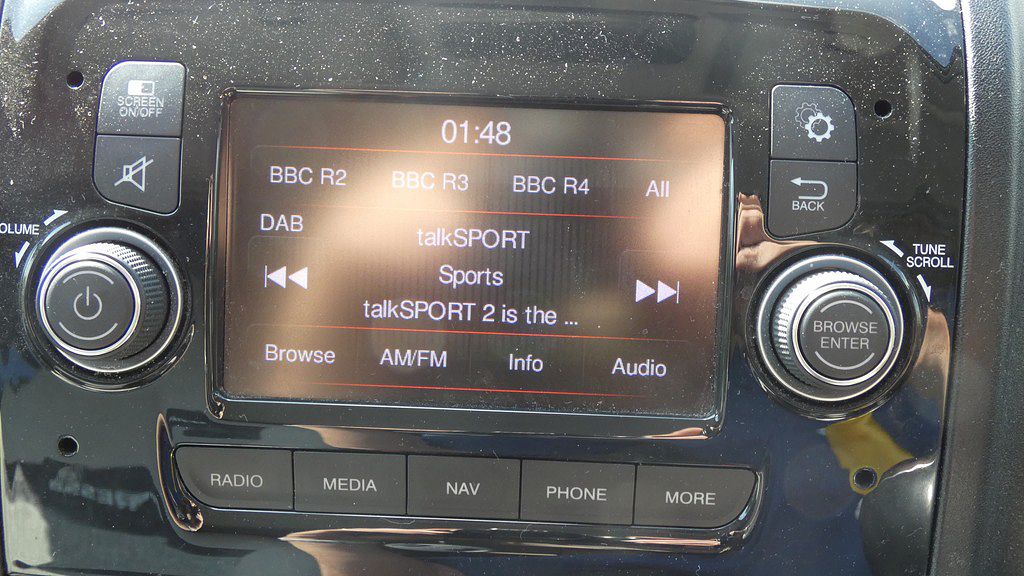 SCREEN
ON/OFF
01:48
BBC R2 BBC R3 BBC R4 All
DAB
talkSPORT
Sports
talkSPORT 2 is the ...
Browse AM/FM Info Audio
BACK
OLUME
TUNE
SCROLL
BROWSE
ENTER
RADIO MEDIA NAV PHONE MORE